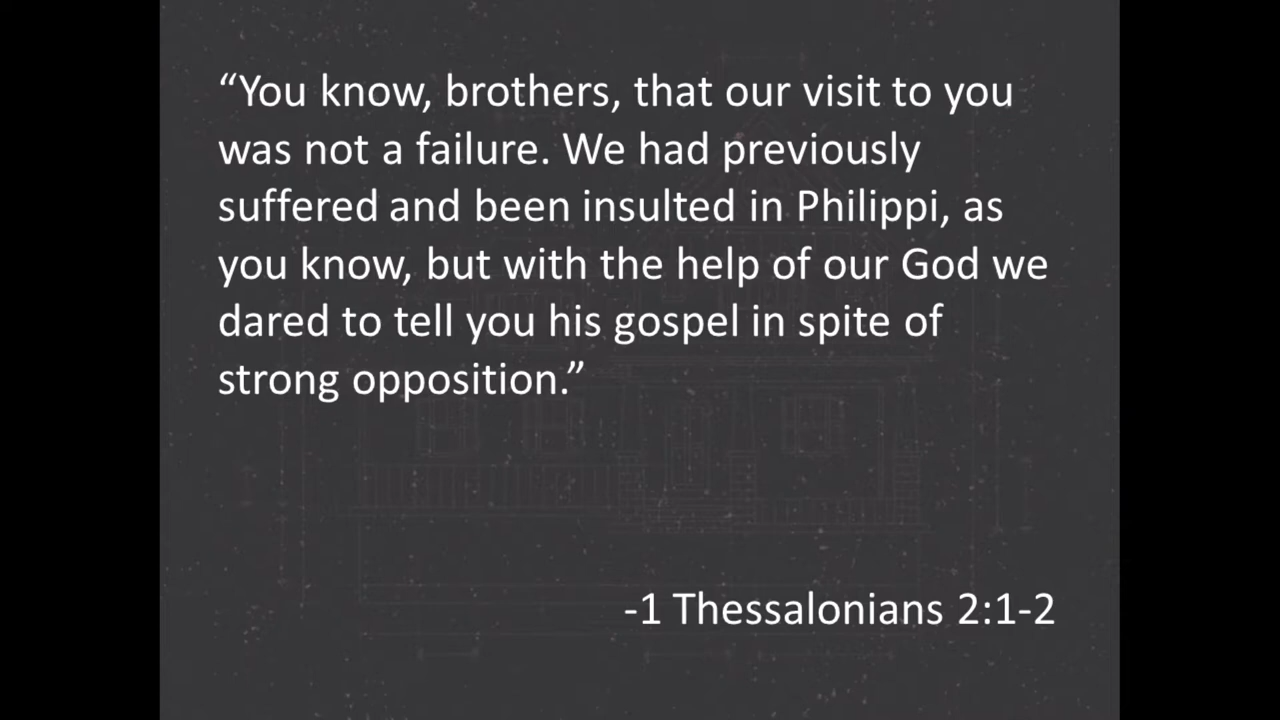 “You know, brothers, that our visit to you
was not a failure. We had previously
suffered and been insulted in Philippi, as
you know, but with the help of our God we
dared to tell you his gospel in spite of
strong opposition.”
-1 Thessalonians 2:1-2